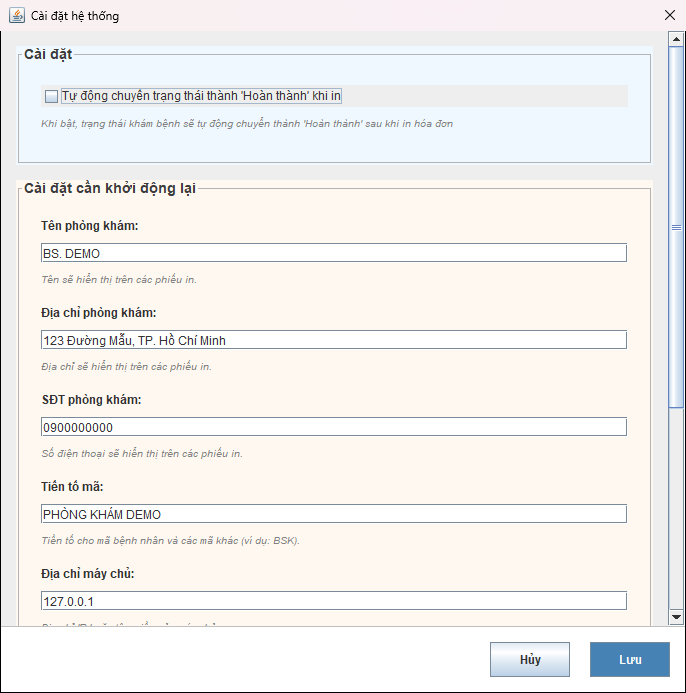 Cài đặt hệ thống
Cài đặt
Tự động chuyển trạng thái thành 'Hoàn thành' khi in
Khi bật, trạng thái khám bệnh sẽ tự động chuyển thành 'Hoàn thành' sau khi in hóa đơn
Cài đặt cần khởi động lại
Tên phòng khám:
BS. DEMO
Tên sẽ hiển thị trên các phiếu in.
Địa chỉ phòng khám:
123 Đường Mẫu, TP. Hồ Chí Minh
Địa chỉ sẽ hiển thị trên các phiếu in.
SĐT phòng khám:
0900000000
Số điện thoại sẽ hiển thị trên các phiếu in.
Tiền tố mã:
PHÒNG KHÁM DEMO
Tiền tố cho mã bệnh nhân và các mã khác (ví dụ: BSK).
Địa chỉ máy chủ:
127.0.0.1
Hủy
Lưu